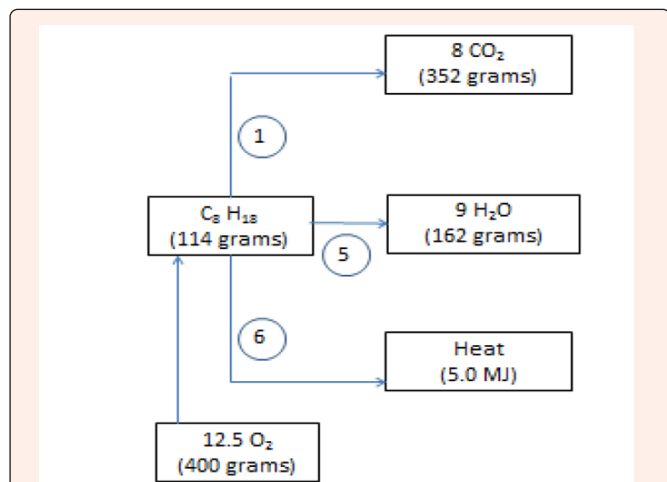 8 CO₂
(352 grams)
1
C₈ H₁₈
(114 grams)
9 H₂O
(162 grams)
5
6
Heat
(5.0 MJ)
12.5 O₂
(400 grams)